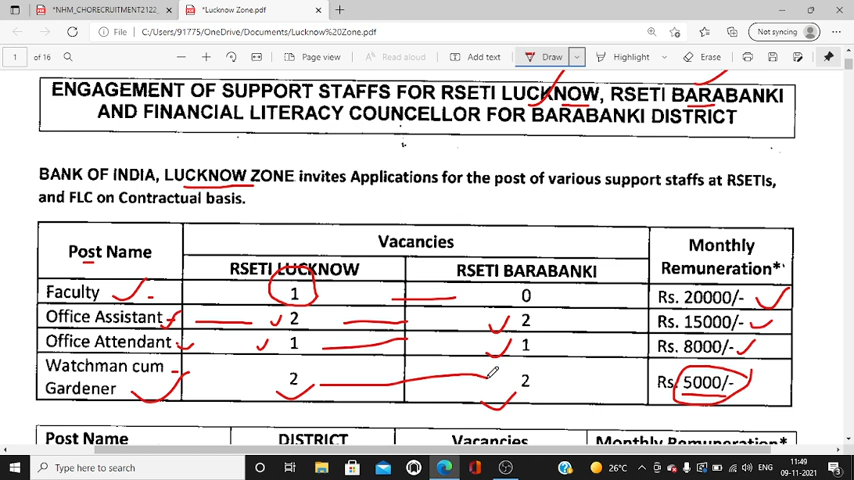 NHM_CHORECRUITMENT2122_
*Lucknow Zone.pdf
File
C:/Users/91775/OneDrive/Documents/Lucknow%20Zone.pdf
Not syncing
1
of 16
Page view
Read aloud
Add text
Draw
Highlight
Erase
ENGAGEMENT OF SUPPORT STAFFS FOR RSETI LUCKNOW, RSETI BARABANKI
AND FINANCIAL LITERACY COUNCELLOR FOR BARABANKI DISTRICT
BANK OF INDIA, LUCKNOW ZONE invites Applications for the post of various support staffs at RSETIs,
and FLC on Contractual basis.
Post Name
Vacancies
Monthly
Remuneration*
RSETI LUCKNOW
RSETI BARABANKI
Faculty 1 0 Rs. 20000/-
Office Assistant 2 2 Rs. 15000/-
Office Attendant 1 1 Rs. 8000/-
Watchman cum
Gardener 2 2 Rs. 5000/-
Post Name DISTRICT Vacancies Monthly Remuneration*
Type here to search
26°C
ENG
11:49
09-11-2021
3